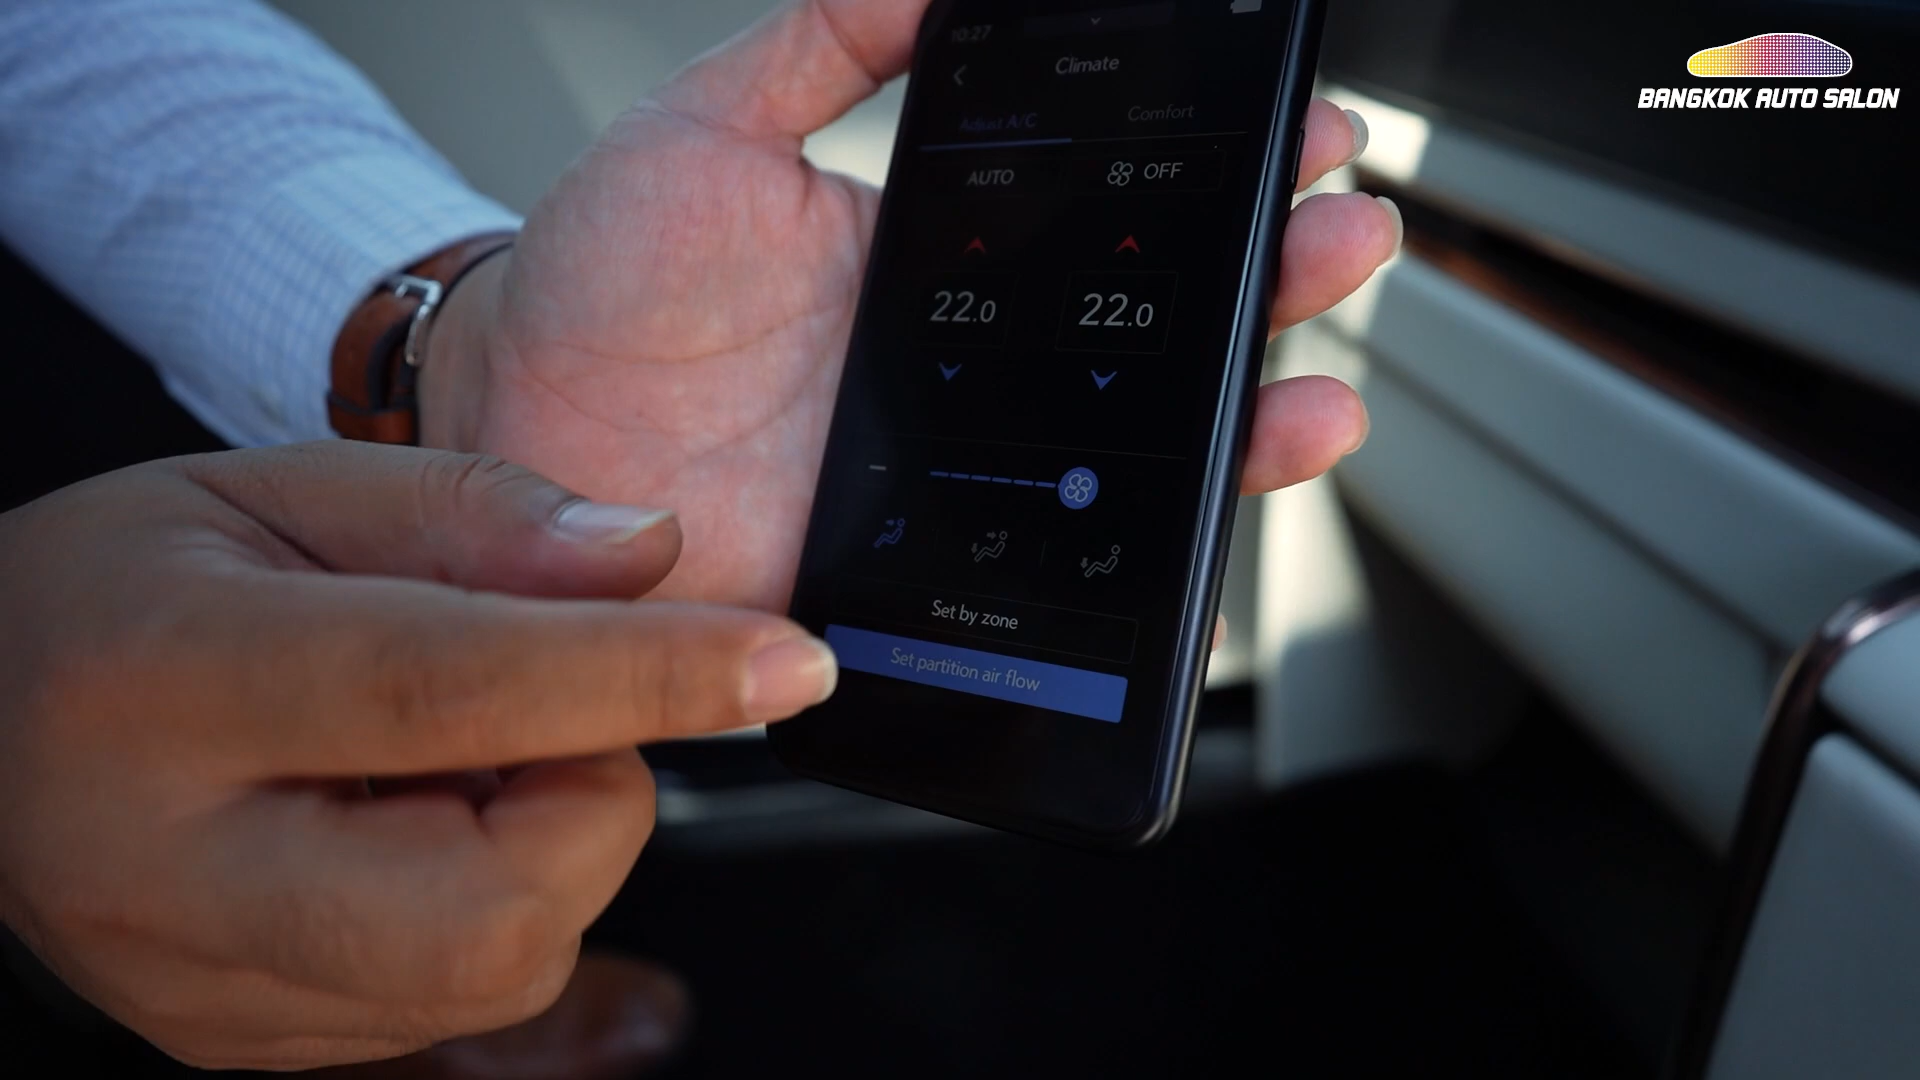 10:27
Climate
Adjust A/C
Comfort
AUTO
OFF
22.0
22.0
Set by zone
Set partition air flow
BANGKOK AUTO SALON